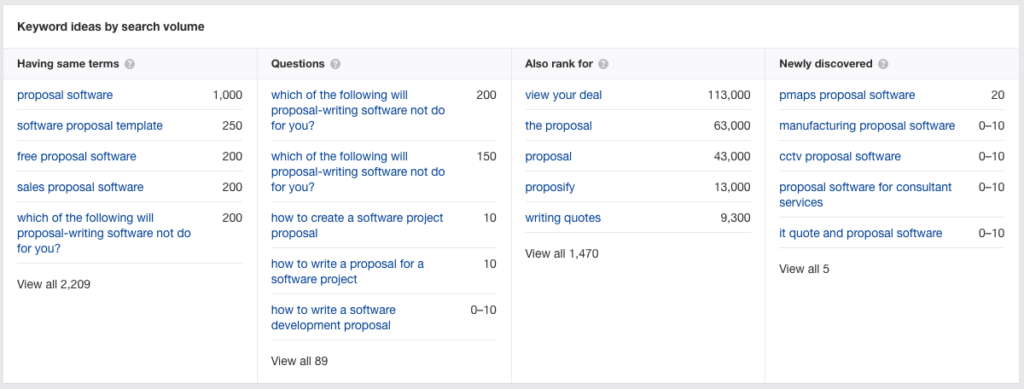 Keyword ideas by search volume
Having same terms
proposal software 1,000
software proposal template 250
free proposal software 200
sales proposal software 200
which of the following will 200
proposal-writing software not do
for you?
View all 2,209
Questions
which of the following will 200
proposal-writing software not do
for you?
which of the following will 150
proposal-writing software not do
for you?
how to create a software project 10
proposal
how to write a proposal for a 10
software project
how to write a software 0–10
development proposal
View all 89
Also rank for
view your deal 113,000
the proposal 63,000
proposal 43,000
proposify 13,000
writing quotes 9,300
View all 1,470
Newly discovered
pmaps proposal software 20
manufacturing proposal software 0–10
cctv proposal software 0–10
proposal software for consultant 0–10
services
it quote and proposal software 0–10
View all 5